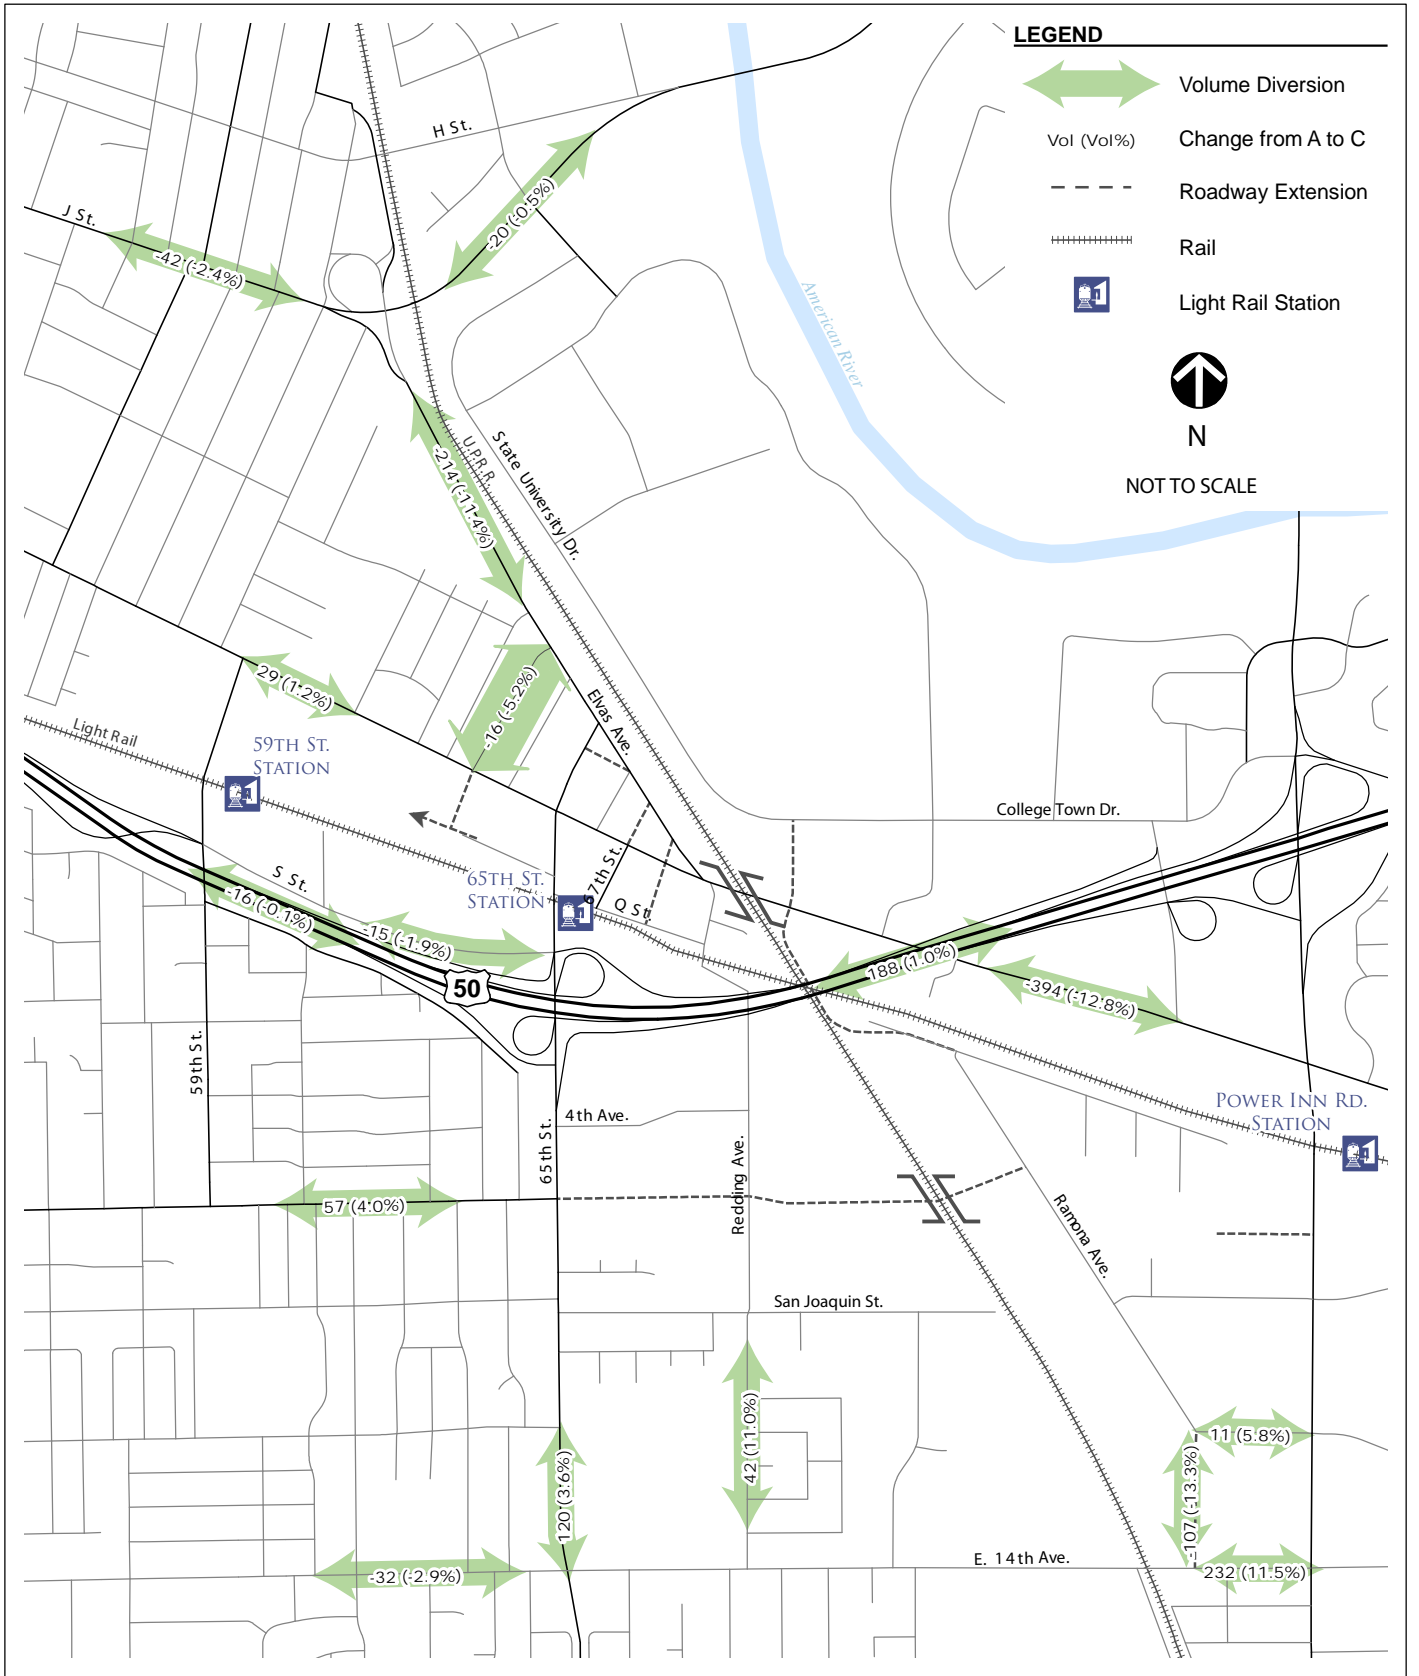 LEGEND
Volume Diversion
Vol (Vol%) Change from A to C
Roadway Extension
Rail
Light Rail Station
N
NOT TO SCALE
H St.
J St.
-20 (-0.5%)
-42 (-2.4%)
American River
U.P.R.R.
State University Dr.
-214 (-11.4%)
29 (1.2%)
-16 (-5.2%)
Elvas Ave.
Light Rail
59TH ST.
STATION
College Town Dr.
S St.
65TH ST.
STATION
67th St.
Q St.
-16 (-0.1%)
-15 (-1.9%)
188 (1.0%)
50
-394 (-12.8%)
59th St.
POWER INN RD.
STATION
4th Ave.
65th St.
Redding Ave.
57 (4.0%)
Ramona Ave.
San Joaquin St.
42 (11.0%)
11 (5.8%)
120 (3.6%)
-107 (-13.3%)
E. 14th Ave.
-32 (-2.9%)
232 (11.5%)